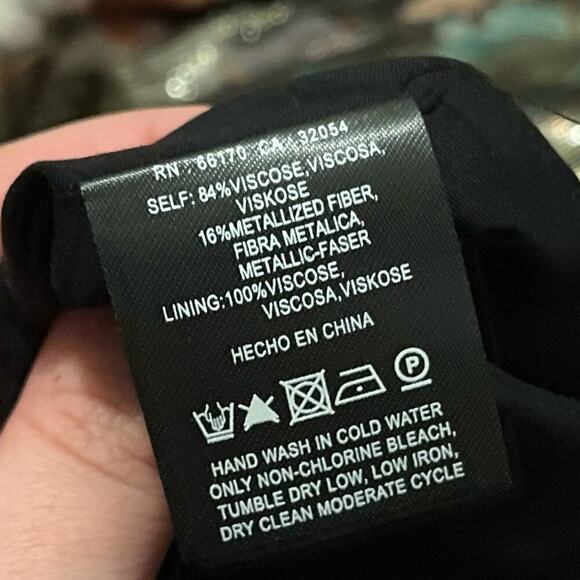 RN : 66170 CA : 32054
SELF: 84%VISCOSE,VISCOSA,
VISKOSE
16%METALLIZED FIBER,
FIBRA METALICA,
METALLIC-FASER
LINING:100%VISCOSE,
VISCOSA,VISKOSE
HECHO EN CHINA
P
HAND WASH IN COLD WATER
ONLY NON-CHLORINE BLEACH,
TUMBLE DRY LOW, LOW IRON,
DRY CLEAN MODERATE CYCLE